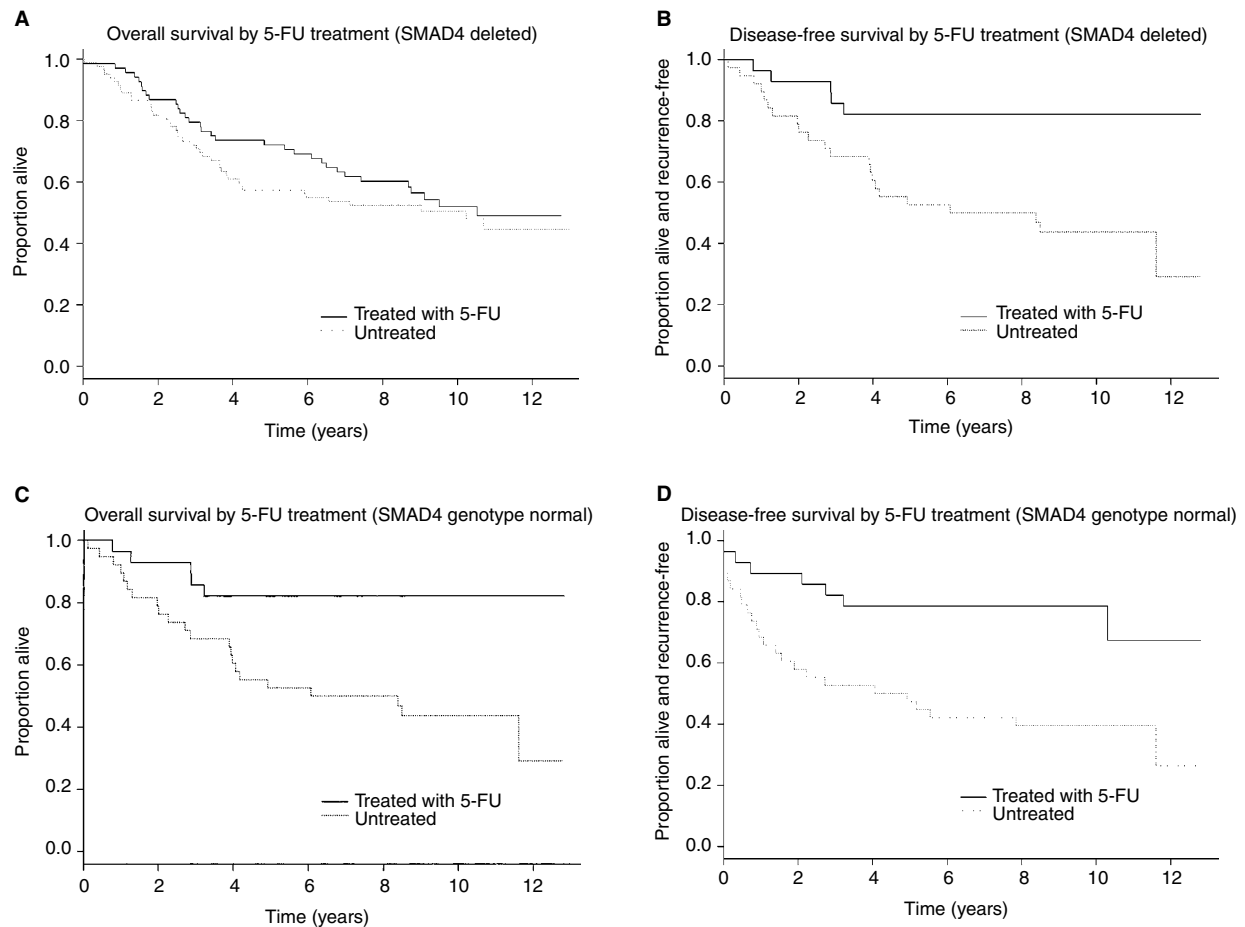 A
Overall survival by 5-FU treatment (SMAD4 deleted)
Proportion alive
1.0
0.8
0.6
0.4
0.2
0.0
Treated with 5-FU
Untreated
0 2 4 6 8 10 12
Time (years)
B
Disease-free survival by 5-FU treatment (SMAD4 deleted)
Proportion alive and recurrence-free
1.0
0.8
0.6
0.4
0.2
0.0
Treated with 5-FU
Untreated
0 2 4 6 8 10 12
Time (years)
C
Overall survival by 5-FU treatment (SMAD4 genotype normal)
Proportion alive
1.0
0.8
0.6
0.4
0.2
0.0
Treated with 5-FU
Untreated
0 2 4 6 8 10 12
Time (years)
D
Disease-free survival by 5-FU treatment (SMAD4 genotype normal)
Proportion alive and recurrence-free
1.0
0.8
0.6
0.4
0.2
0.0
Treated with 5-FU
Untreated
0 2 4 6 8 10 12
Time (years)